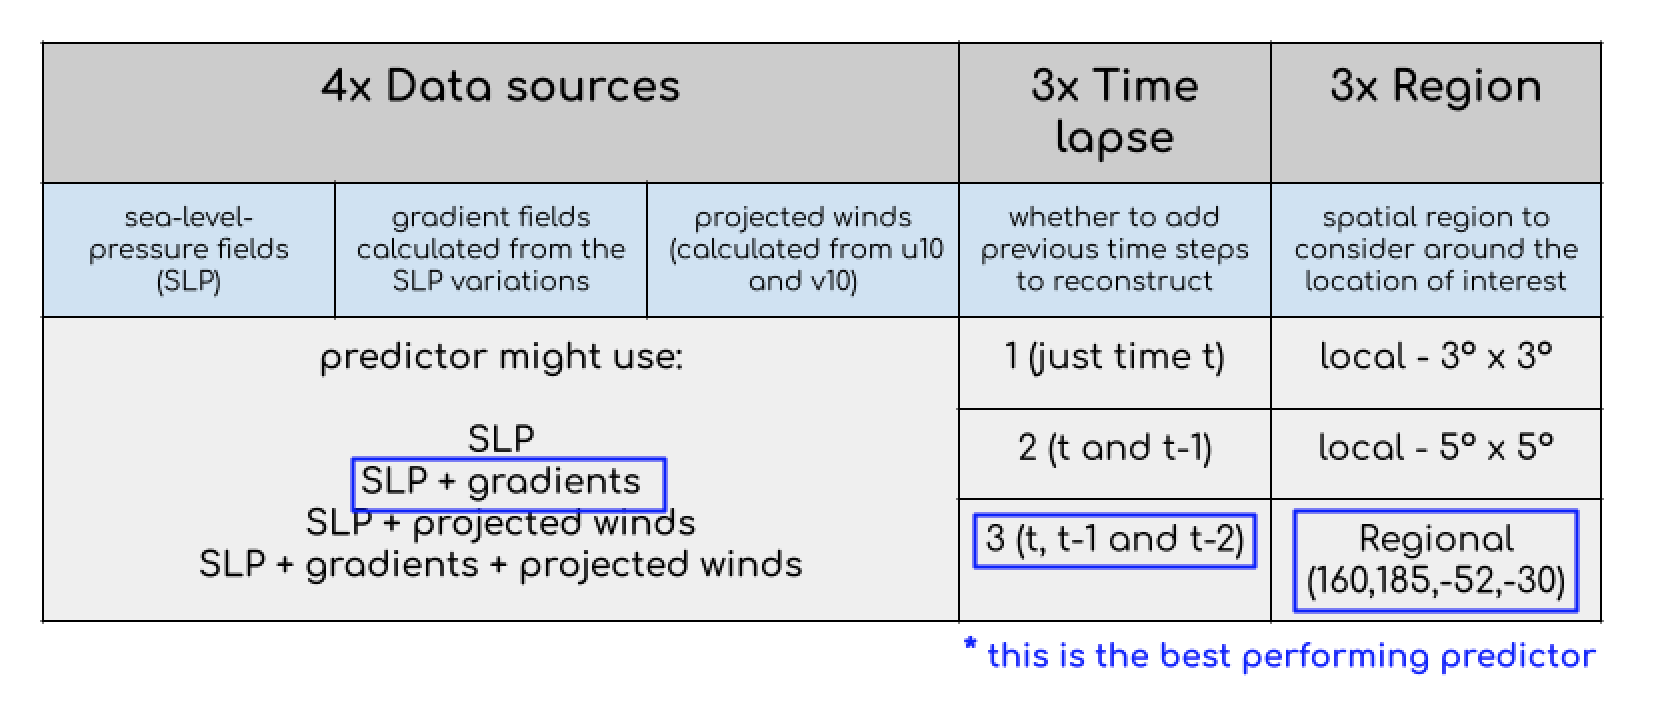 4x Data sources
3x Time
lapse
3x Region
sea-level-
pressure fields
(SLP)
gradient fields
calculated from the
SLP variations
projected winds
(calculated from u10
and v10)
whether to add
previous time steps
to reconstruct
spatial region to
consider around the
location of interest
predictor might use:
SLP
SLP + gradients
SLP + projected winds
SLP + gradients + projected winds
1 (just time t)
local - 3º x 3º
2 (t and t-1)
local - 5º x 5º
3 (t, t-1 and t-2)
Regional
(160,185,-52,-30)
* this is the best performing predictor